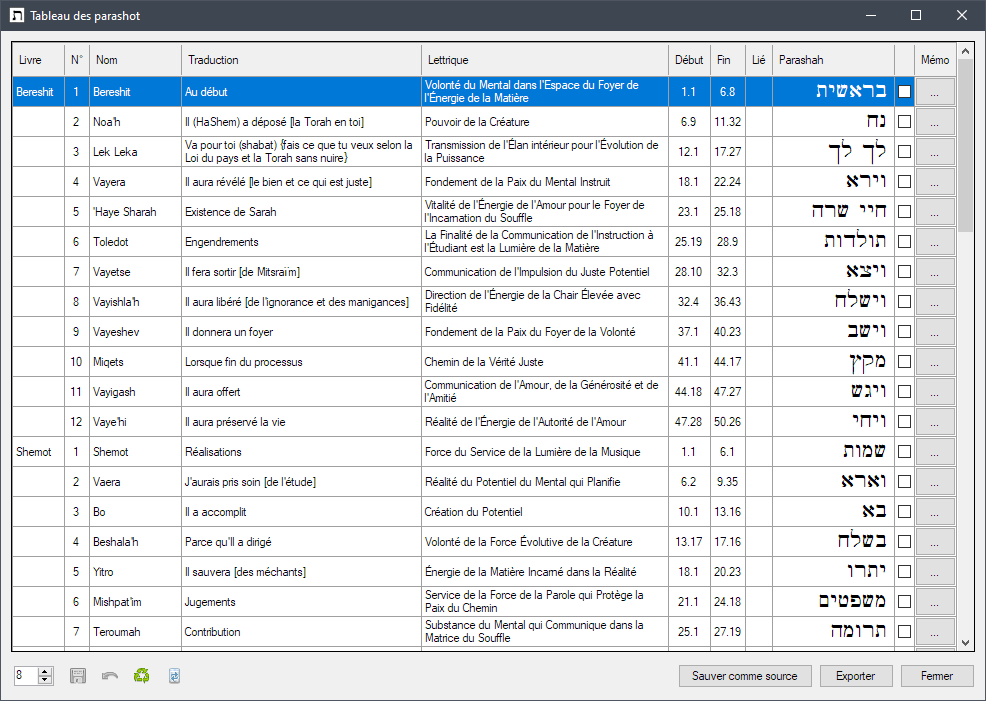 ת Tableau des parashot
Livre N° Nom Traduction Lettrique Début Fin Lié Parashah Mémo
Bereshit 1 Bereshit Au début Volonté du Mental dans l'Espace du Foyer de l'Énergie de la Matière 1.1 6.8 בראשית ...
2 Noa'h Il (HaShem) a déposé [la Torah en toi] Pouvoir de la Créature 6.9 11.32 נח ...
3 Lek Leka Va pour toi (shabat) {fais ce que tu veux selon la Loi du pays et la Torah sans nuire} Transmission de l'Élan intérieur pour l'Évolution de la Puissance 12.1 17.27 לך לך ...
4 Vayera Il aura révélé [le bien et ce qui est juste] Fondement de la Paix du Mental Instruit 18.1 22.24 וירא ...
5 'Haye Sharah Existence de Sarah Vitalité de l'Énergie de l'Amour pour le Foyer de l'Incarnation du Souffle 23.1 25.18 חיי שרה ...
6 Toledot Engendrements La Finalité de la Communication de l'Instruction à l'Étudiant est la Lumière de la Matière 25.19 28.9 תולדות ...
7 Vayetse Il fera sortir [de Mitsraïm] Communication de l'Impulsion du Juste Potentiel 28.10 32.3 ויצא ...
8 Vayishla'h Il aura libéré [de l'ignorance et des manigances] Direction de l'Énergie de la Chair Élevée avec Fidélité 32.4 36.43 וישלח ...
9 Vayeshev Il donnera un foyer Fondement de la Paix du Foyer de la Volonté 37.1 40.23 וישב ...
10 Miqets Lorsque fin du processus Chemin de la Vérité Juste 41.1 44.17 מקץ ...
11 Vayigash Il aura offert Communication de l'Amour, de la Générosité et de l'Amitié 44.18 47.27 ויגש ...
12 Vaye'hi Il aura préservé la vie Réalité de l'Énergie de l'Autorité de l'Amour 47.28 50.26 ויחי ...
Shemot 1 Shemot Réalisations Force du Service de la Lumière de la Musique 1.1 6.1 שמות ...
2 Vaera J'aurais pris soin [de l'étude] Réalité du Potentiel du Mental qui Planifie 6.2 9.35 וארא ...
3 Bo Il a accomplit Création du Potentiel 10.1 13.16 בא ...
4 Beshala'h Parce qu'Il a dirigé Volonté de la Force Évolutive de la Créature 13.17 17.16 בשלח ...
5 Yitro Il sauvera [des méchants] Énergie de la Matière Incarné dans la Réalité 18.1 20.23 יתרו ...
6 Mishpat'im Jugements Service de la Force de la Parole qui Protège la Paix du Chemin 21.1 24.18 משפטים ...
7 Teroumah Contribution Substance du Mental qui Communique dans la Matrice du Souffle 25.1 27.19 תרומה ...
8 Sauver comme source Exporter Fermer